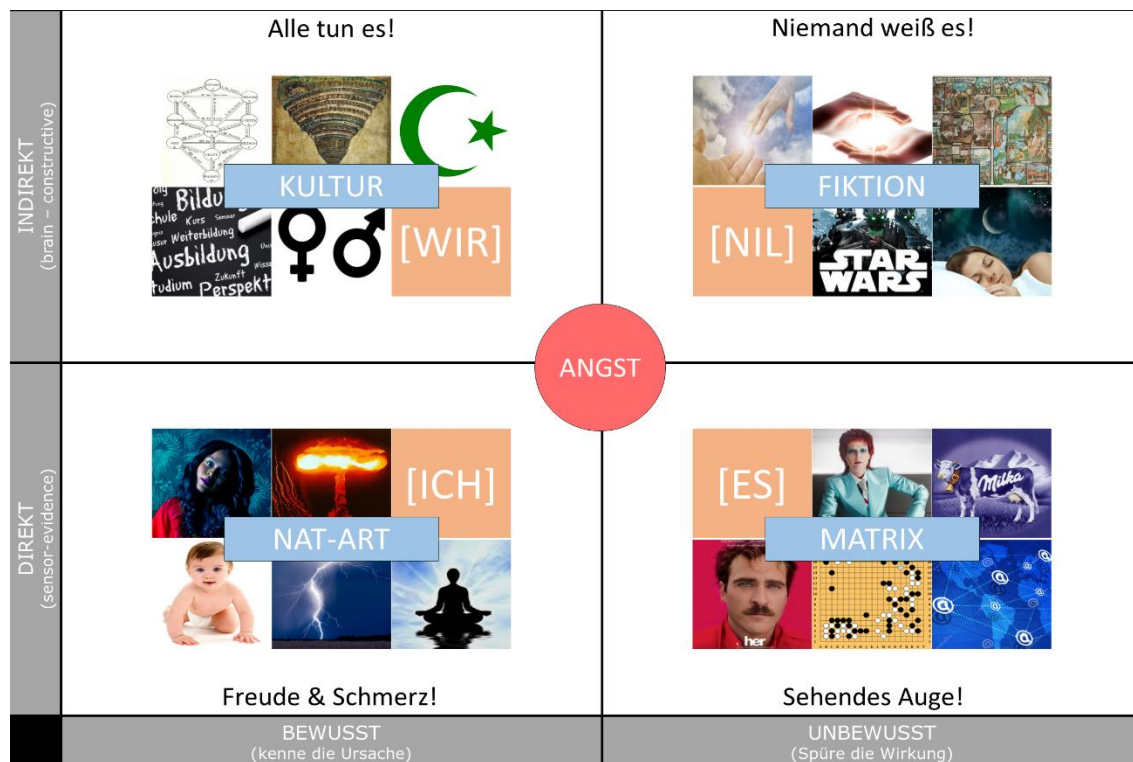 Alle tun es!
Niemand weiß es!
INDIREKT
(brain – constructive)
KULTUR
FIKTION
Bildung
Kurs
Seminar
Weiterbildung
Ausbildung
Zukunft
Studium
Perspekt
[WIR]
[NIL]
STAR
WARS
ANGST
DIREKT
(sensor-evidence)
[ICH]
[ES]
Milka
NAT-ART
MATRIX
her
Freude & Schmerz!
Sehendes Auge!
BEWUSST
(kenne die Ursache)
UNBEWUSST
(Spüre die Wirkung)